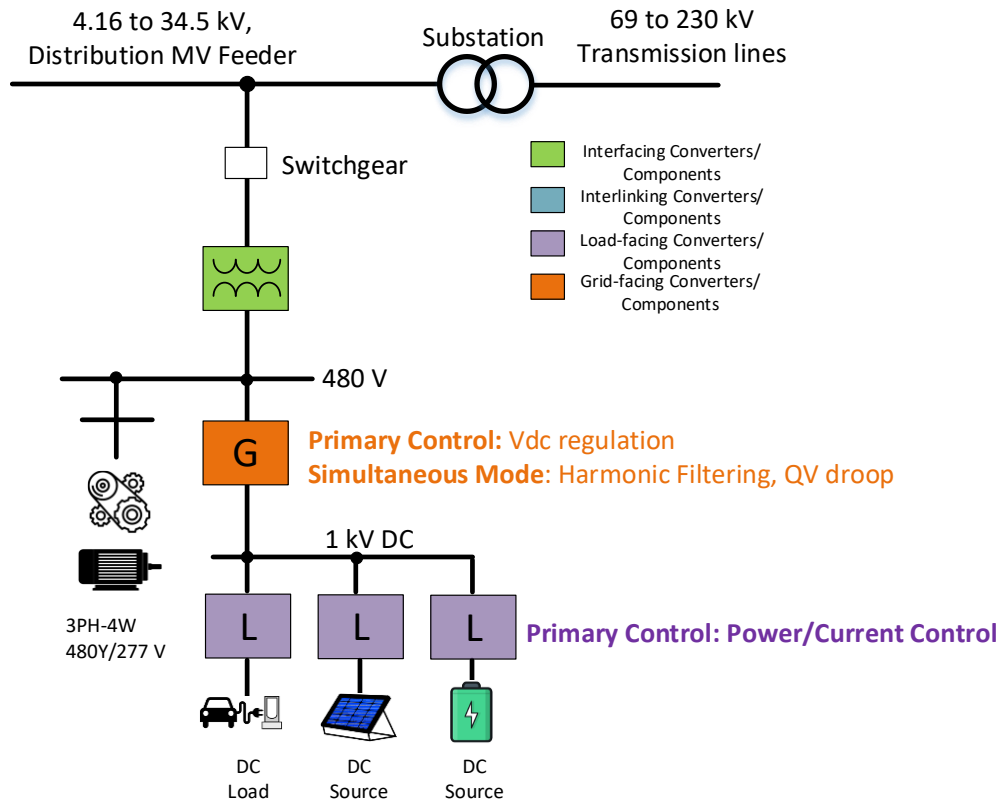 4.16 to 34.5 kV,
Distribution MV Feeder
Substation
69 to 230 kV
Transmission lines
Switchgear
Interfacing Converters/
Components
Interlinking Converters/
Components
Load-facing Converters/
Components
Grid-facing Converters/
Components
480 V
G
Primary Control: Vdc regulation
Simultaneous Mode: Harmonic Filtering, QV droop
1 kV DC
3PH-4W
480Y/277 V
L
L
L
Primary Control: Power/Current Control
DC
Load
DC
Source
DC
Source